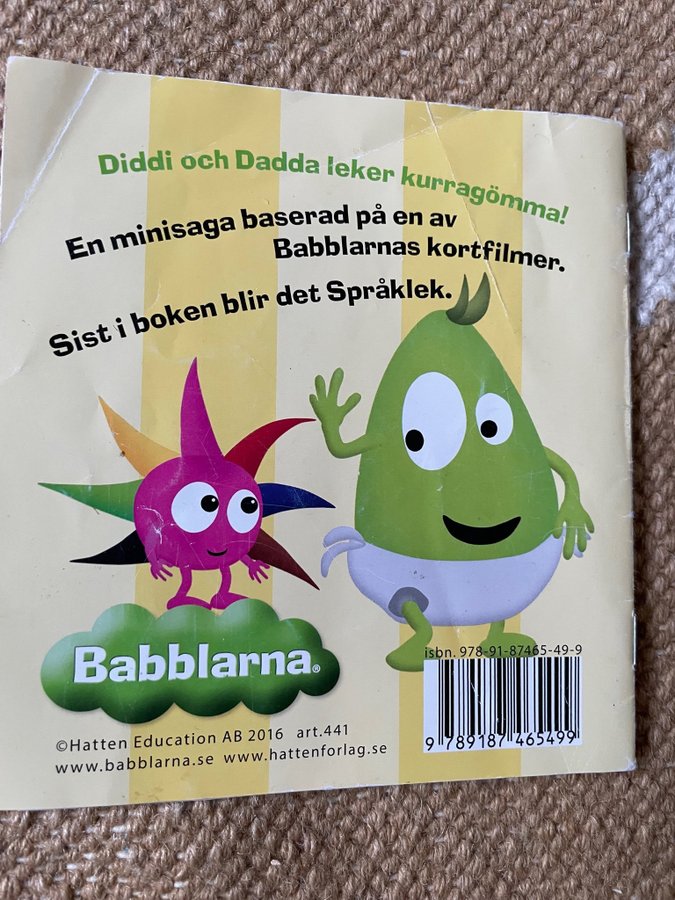 Diddi och Dadda leker kurragömma!
En minisaga baserad på en av
Babblarnas kortfilmer.
Sist i boken blir det Språklek.
Babblarna®
isbn. 978-91-87465-49-9
9 789187 465499
©Hatten Education AB 2016 art.441
www.babblarna.se www.hattenforlag.se